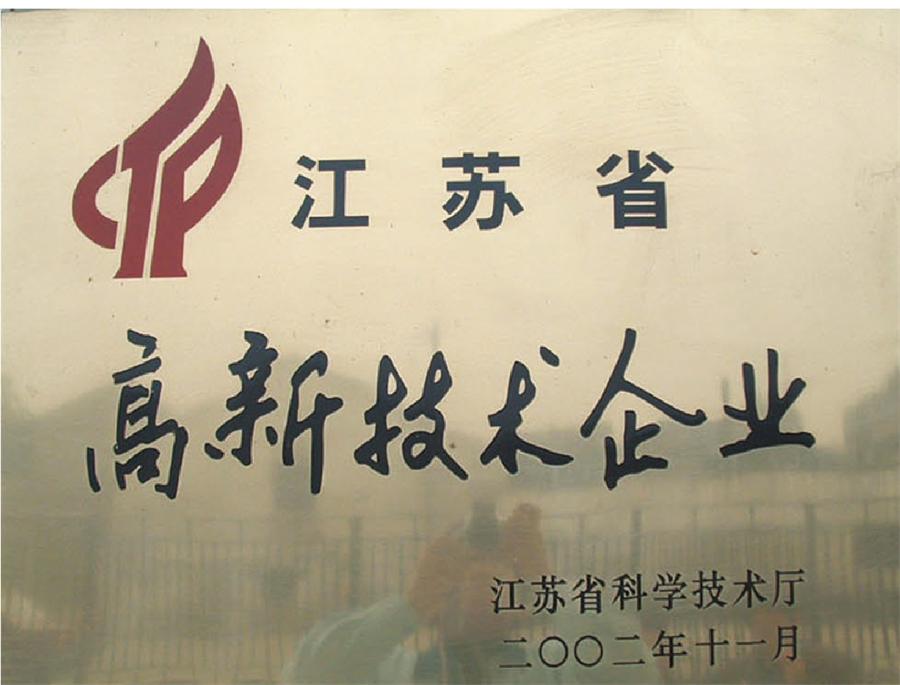 江苏省
高新技术企业
江苏省科学技术厅
二〇〇二年十一月